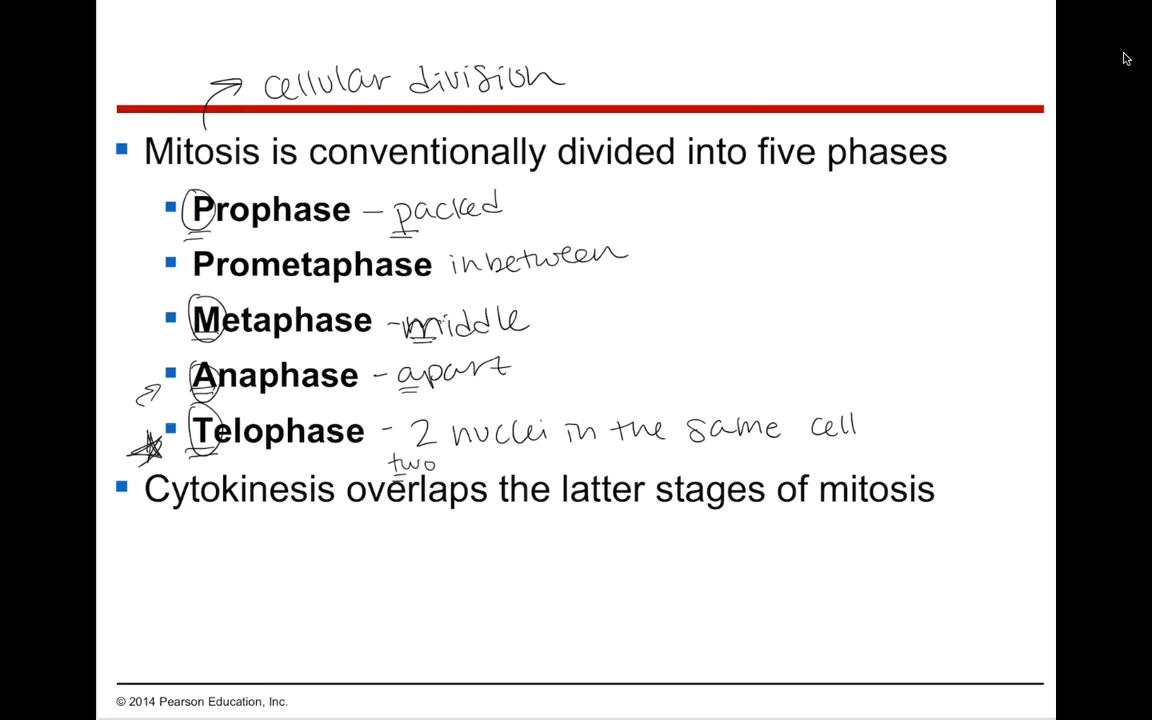 cellular division
Mitosis is conventionally divided into five phases
Prophase - packed
Prometaphase inbetween
Metaphase - middle
Anaphase - apart
Telophase - 2 nuclei in the same cell
two
Cytokinesis overlaps the latter stages of mitosis
© 2014 Pearson Education, Inc.